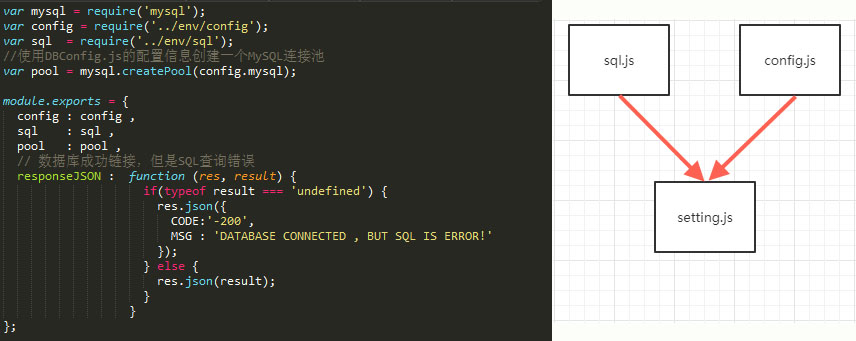 var mysql = require('mysql');
var config = require('../env/config');
var sql  = require('../env/sql');
//使用DBConfig.js的配置信息创建一个MySQL连接池
var pool = mysql.createPool(config.mysql);
module.exports = {
  config : config ,
  sql    : sql ,
  pool   : pool ,
  // 数据库成功链接，但是SQL查询错误
  responseJSON :  function (res, result) {
                    if(typeof result === 'undefined') {
                      res.json({
                        CODE:'-200',
                        MSG : 'DATABASE CONNECTED , BUT SQL IS ERROR!'
                      });
                    } else {
                      res.json(result);
                    }
                  }
};
sql.js
config.js
setting.js